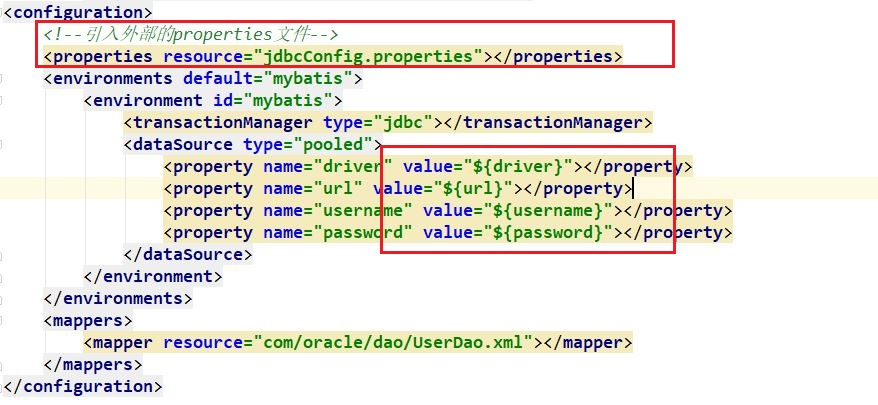 <configuration>
<!--引入外部的properties文件-->
<properties resource="jdbcConfig.properties"></properties>
<environments default="mybatis">
<environment id="mybatis">
<transactionManager type="jdbc"></transactionManager>
<dataSource type="pooled">
<property name="driver" value="${driver}"></property>
<property name="url" value="${url}"></property>
<property name="username" value="${username}"></property>
<property name="password" value="${password}"></property>
</dataSource>
</environment>
</environments>
<mappers>
<mapper resource="com/oracle/dao/UserDao.xml"></mapper>
</mappers>
</configuration>